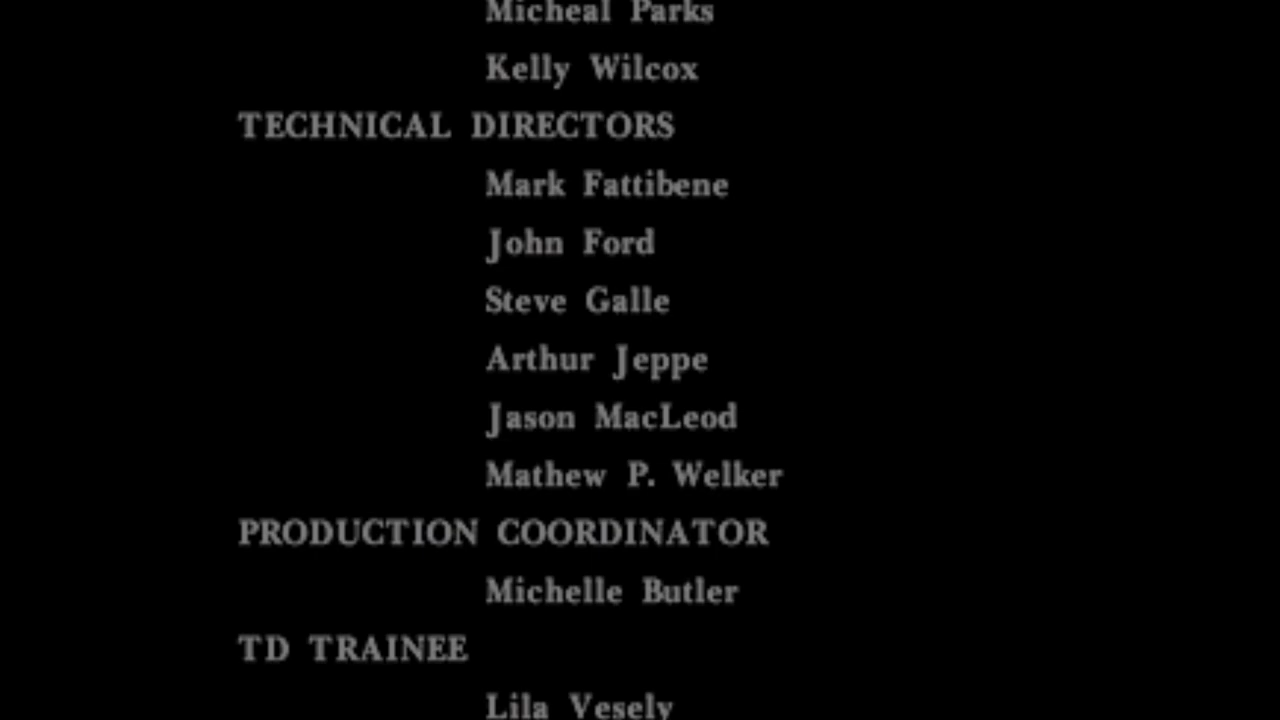 Micheal Parks
Kelly Wilcox
TECHNICAL DIRECTORS
Mark Fattibene
John Ford
Steve Galle
Arthur Jeppe
Jason MacLeod
Mathew P. Welker
PRODUCTION COORDINATOR
Michelle Butler
TD TRAINEE
Lila Vesely